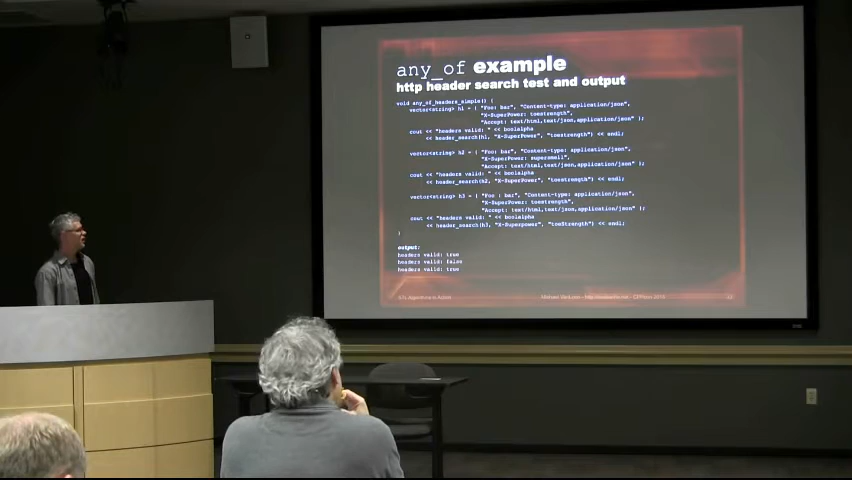 any_of example
http header search test and output
void any_of_headers_simple() {
vector<string> h1 = { "Foo: bar", "Content-type: application/json",
"X-SuperPower: toestrength",
"Accept: text/html,text/json,application/json" };
cout << "headers valid: " << boolalpha
<< header_search(h1, "X-SuperPower", "toestrength") << endl;
vector<string> h2 = { "Foo: bar", "Content-type: application/json",
"X-SuperPower: supersmell",
"Accept: text/html,text/json,application/json" };
cout << "headers valid: " << boolalpha
<< header_search(h2, "X-SuperPower", "toestrength") << endl;
vector<string> h3 = { "Foo : bar", "Content-type: application/json",
"X-SuperPower: toestrength",
"Accept: text/html,text/json,application/json" };
cout << "headers valid: " << boolalpha
<< header_search(h3, "X-Superpower", "toeStrength") << endl;
}
output:
headers valid: true
headers valid: false
headers valid: true
STL Algorithms in Action